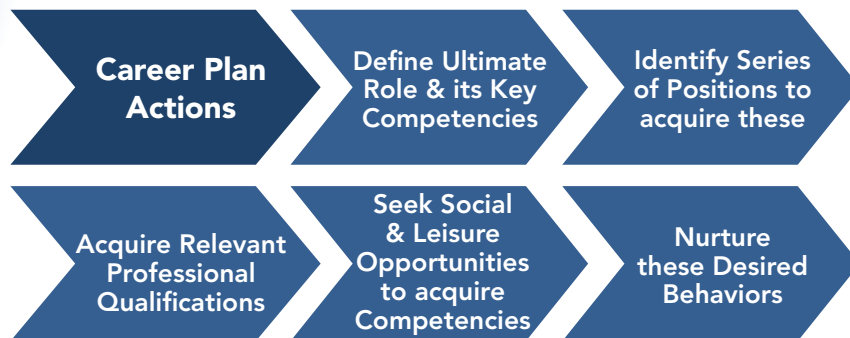 Career Plan
Actions
Define Ultimate
Role & its Key
Competencies
Identify Series
of Positions to
acquire these
Acquire Relevant
Professional
Qualifications
Seek Social
& Leisure
Opportunities
to acquire
Competencies
Nurture
these Desired
Behaviors